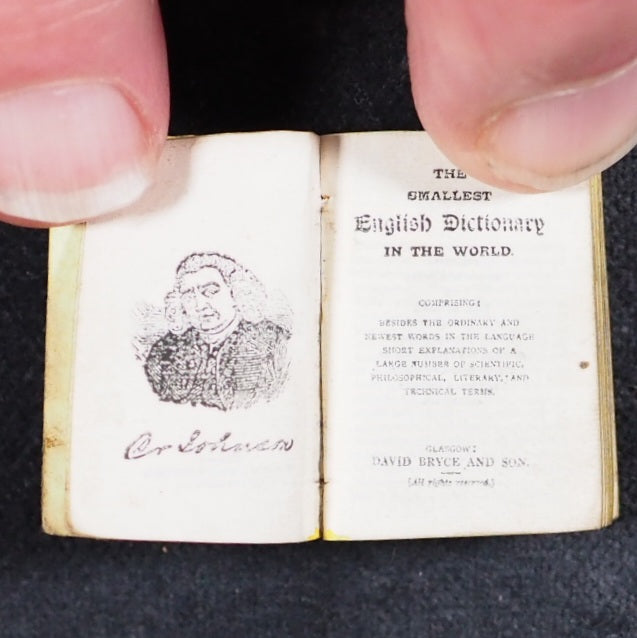 Dr Johnson
THE
SMALLEST
English Dictionary
IN THE WORLD.
COMPRISING:
BESIDES THE ORDINARY AND
NEWEST WORDS IN THE LANGUAGE
SHORT EXPLANATIONS OF A
LARGE NUMBER OF SCIENTIFIC,
PHILOSOPHICAL, LITERARY, AND
TECHNICAL TERMS.
GLASGOW:
DAVID BRYCE AND SON.
[All rights reserved.]